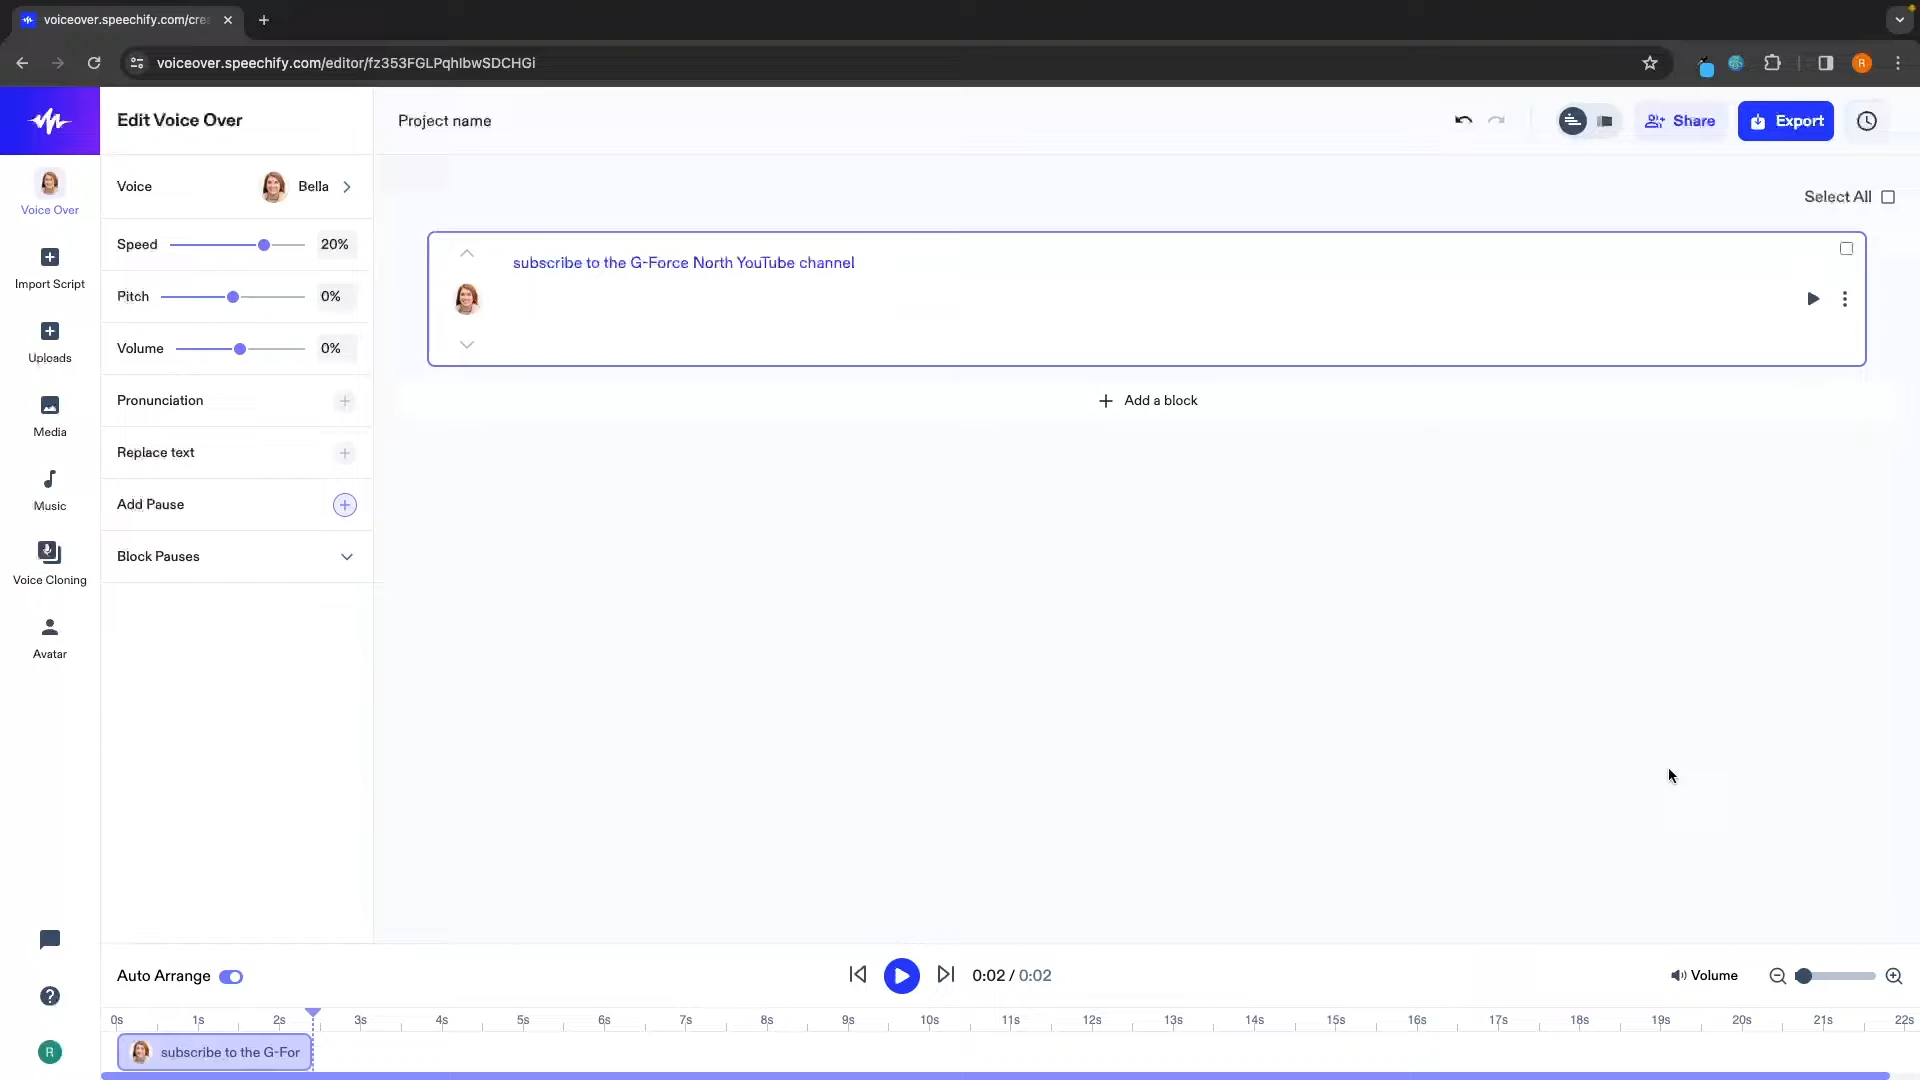 voiceover.speechify.com/crea
voiceover.speechify.com/editor/fz353FGLPqhIbwSDCHGi
R
Edit Voice Over
Project name
Share
Export
Voice Over
Import Script
Uploads
Media
Music
Voice Cloning
Avatar
Voice
Bella
Speed
20%
Pitch
0%
Volume
0%
Pronunciation
Replace text
Add Pause
Block Pauses
Select All
subscribe to the G-Force North YouTube channel
Add a block
Auto Arrange
0:02 / 0:02
Volume
0s 1s 2s 3s 4s 5s 6s 7s 8s 9s 10s 11s 12s 13s 14s 15s 16s 17s 18s 19s 20s 21s 22s
subscribe to the G-For
R